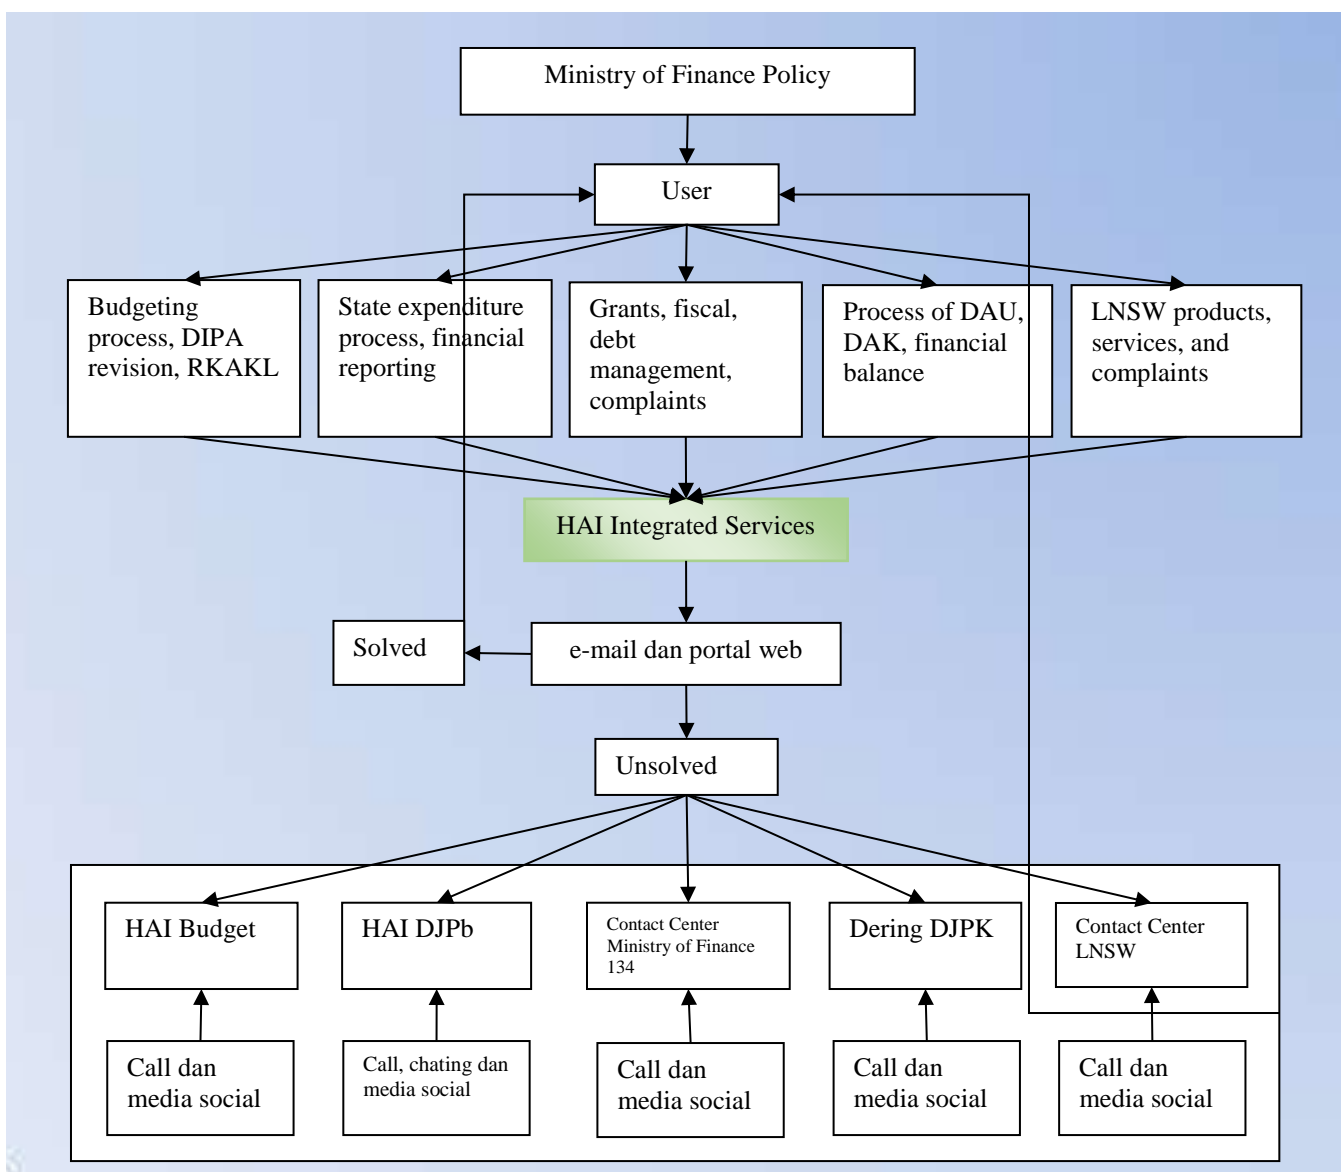 Ministry of Finance Policy
User
Budgeting
process, DIPA
revision, RKAKL
State expenditure
process, financial
reporting
Grants, fiscal,
debt
management,
complaints
Process of DAU,
DAK, financial
balance
LNSW products,
services, and
complaints
HAI Integrated Services
Solved
e-mail dan portal web
Unsolved
HAI Budget
HAI DJPb
Contact Center
Ministry of Finance
134
Dering DJPK
Contact Center
LNSW
Call dan
media social
Call, chating dan
media social
Call dan
media social
Call dan
media social
Call dan
media social